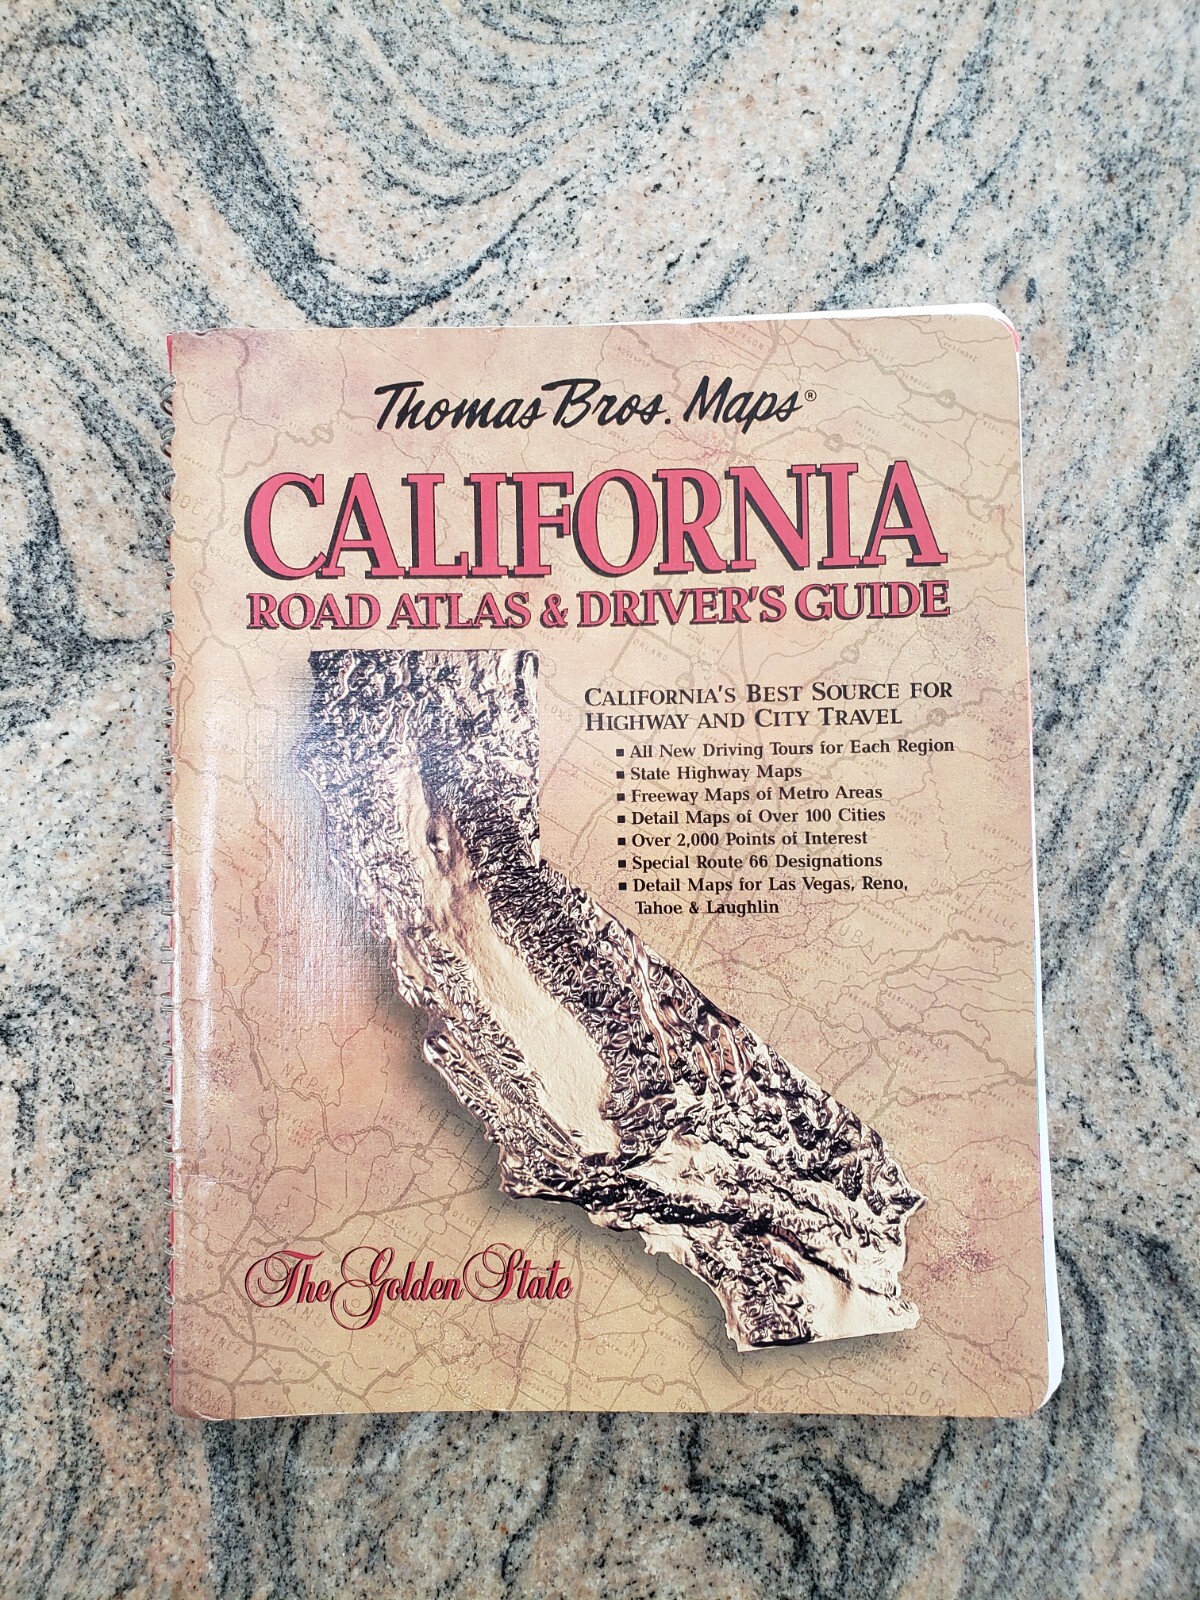 Thomas Bros. Maps®
CALIFORNIA
ROAD ATLAS & DRIVER'S GUIDE
CALIFORNIA'S BEST SOURCE FOR
HIGHWAY AND CITY TRAVEL
▪ All New Driving Tours for Each Region
▪ State Highway Maps
▪ Freeway Maps of Metro Areas
▪ Detail Maps of Over 100 Cities
▪ Over 2,000 Points of Interest
▪ Special Route 66 Designations
▪ Detail Maps for Las Vegas, Reno,
Tahoe & Laughlin
The Golden State